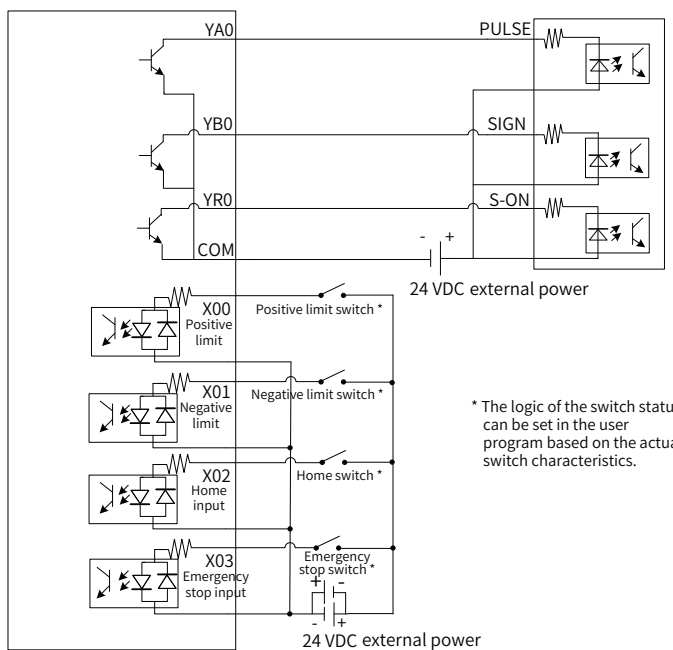 YA0
PULSE
YB0
SIGN
YR0
S-ON
COM
- +
24 VDC external power
X00
Positive
limit
Positive limit switch *
X01
Negative
limit
Negative limit switch *
X02
Home
input
Home switch *
X03
Emergency
stop input
Emergency
stop switch *
+ -
- +
24 VDC external power
* The logic of the switch statu
can be set in the user
program based on the actua
switch characteristics.